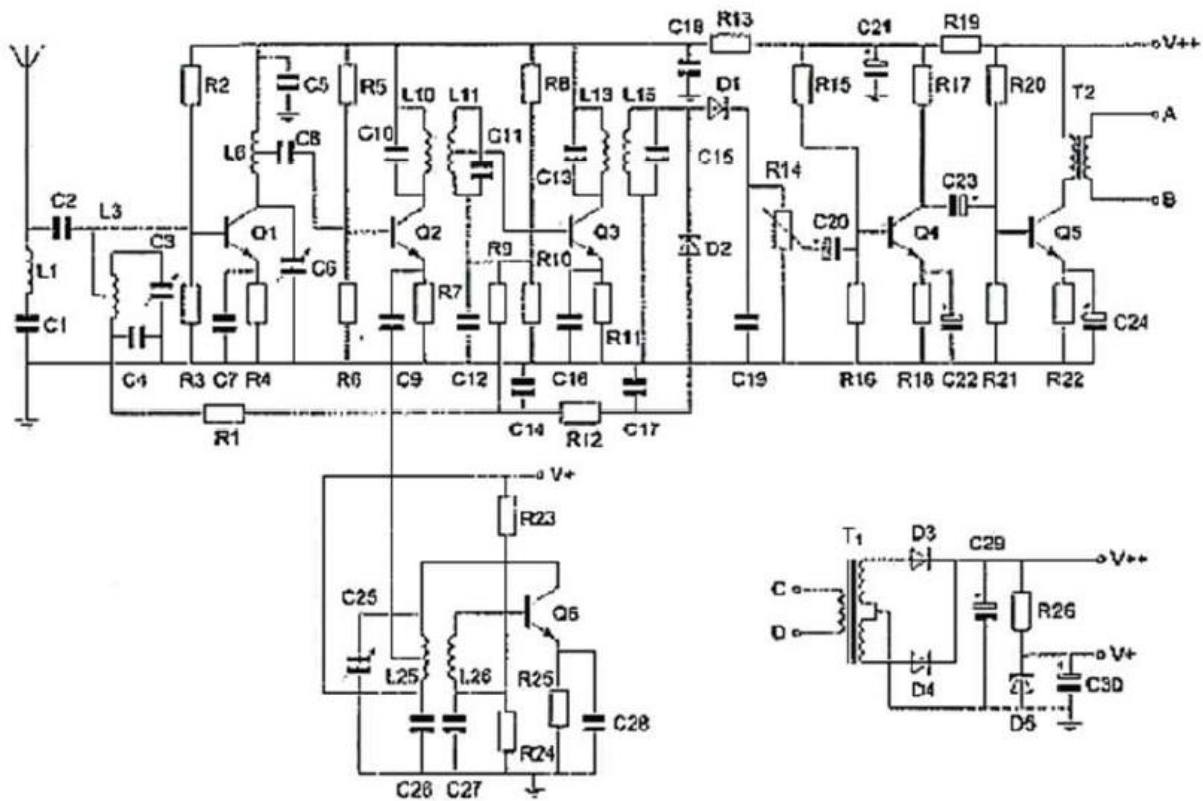 C18 R13 C21 R19
V++
R2 C5 R5 L10 L11 R8 L13 L15 D1 R15 R17 R20
T2
A
C8 C10 C11 C15
L6 C13 R14 C23
B
C2 L3 Q1 Q2 Q3 C20 Q4 Q5
C3 C6 R9 R10 D2
L1 R7
C1 R11 C24
C4 R3 C7 R4 R6 C9 C12 C16 C19 R16 R18 C22 R21 R22
R1 C14 R12 C17
V+
R23
T1 D3 C29 V++
C25 Q6 C
R26
D
L25 L26 R25 D4 V+
C30
C28 D5
R24
C26 C27